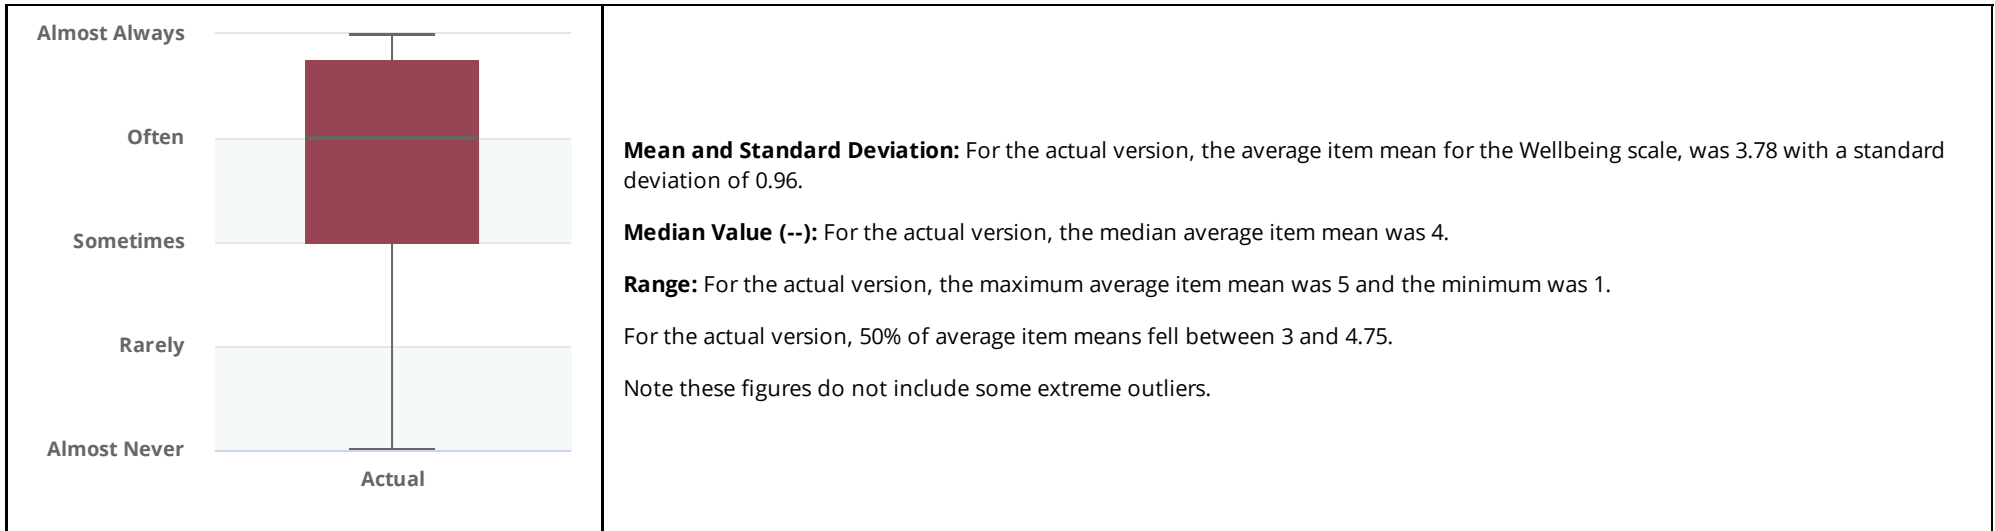 Almost Always
Often
Sometimes
Rarely
Almost Never
Actual
Mean and Standard Deviation: For the actual version, the average item mean for the Wellbeing scale, was 3.78 with a standard
deviation of 0.96.
Median Value (--): For the actual version, the median average item mean was 4.
Range: For the actual version, the maximum average item mean was 5 and the minimum was 1.
For the actual version, 50% of average item means fell between 3 and 4.75.
Note these figures do not include some extreme outliers.